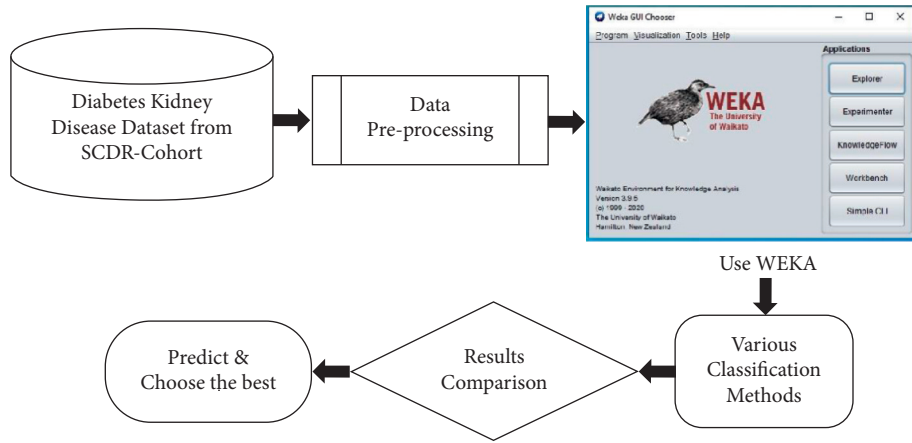 Diabetes Kidney
Disease Dataset from
SCDR-Cohort
Data
Pre-processing
Weka GUI Chooser
Program Visualization Tools Help
Applications
WEKA
The University
of Waikato
Explorer
Experimenter
KnowledgeFlow
Workbench
Simple CLI
Waikato Environment for Knowledge Analysis
Version 3.9.5
(c) 1999 - 2020
The University of Waikato
Hamilton, New Zealand
Use WEKA
Various
Classification
Methods
Results
Comparison
Predict &
Choose the best